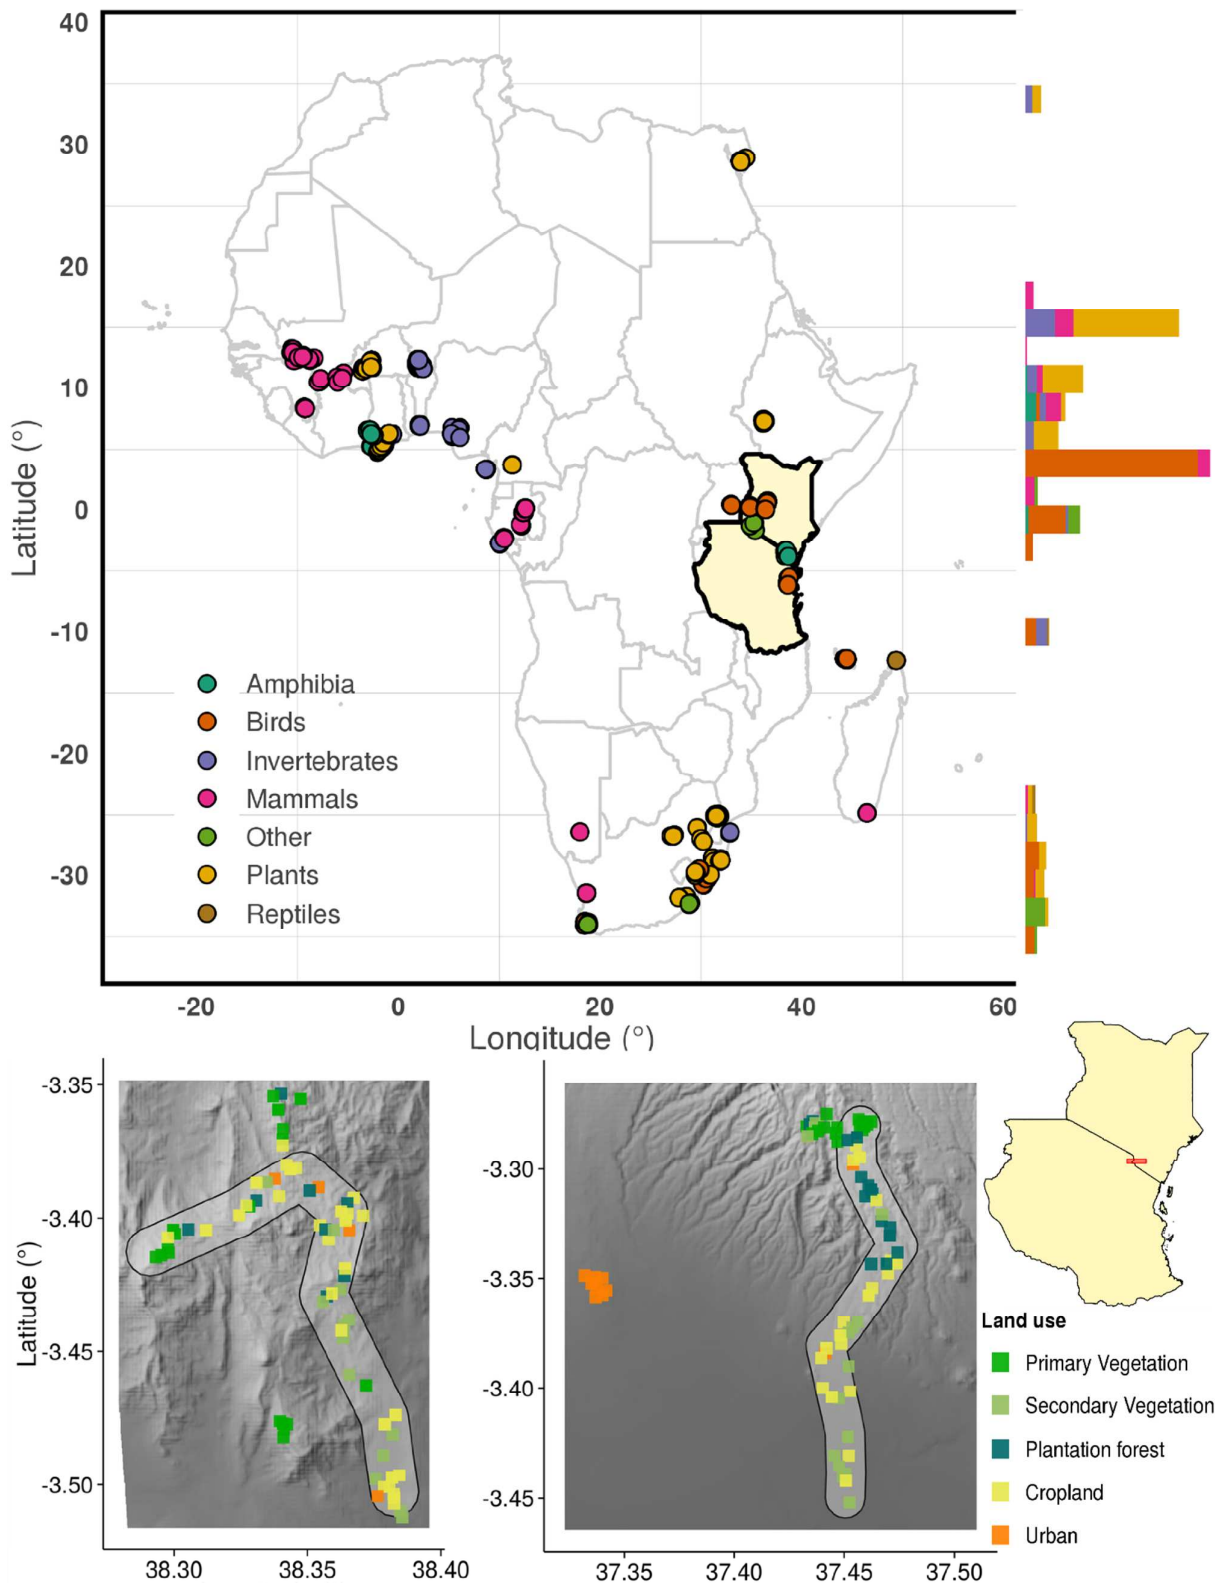 40
30
20
10
0
-10
-20
-30
Latitude (°)
Amphibia
Birds
Invertebrates
Mammals
Other
Plants
Reptiles
-20 0 20 40 60
Longitude (°)
-3.35
-3.40
-3.45
-3.50
Latitude (°)
38.30 38.35 38.40
-3.30
-3.35
-3.40
-3.45
37.35 37.40 37.45 37.50
Land use
Primary Vegetation
Secondary Vegetation
Plantation forest
Cropland
Urban